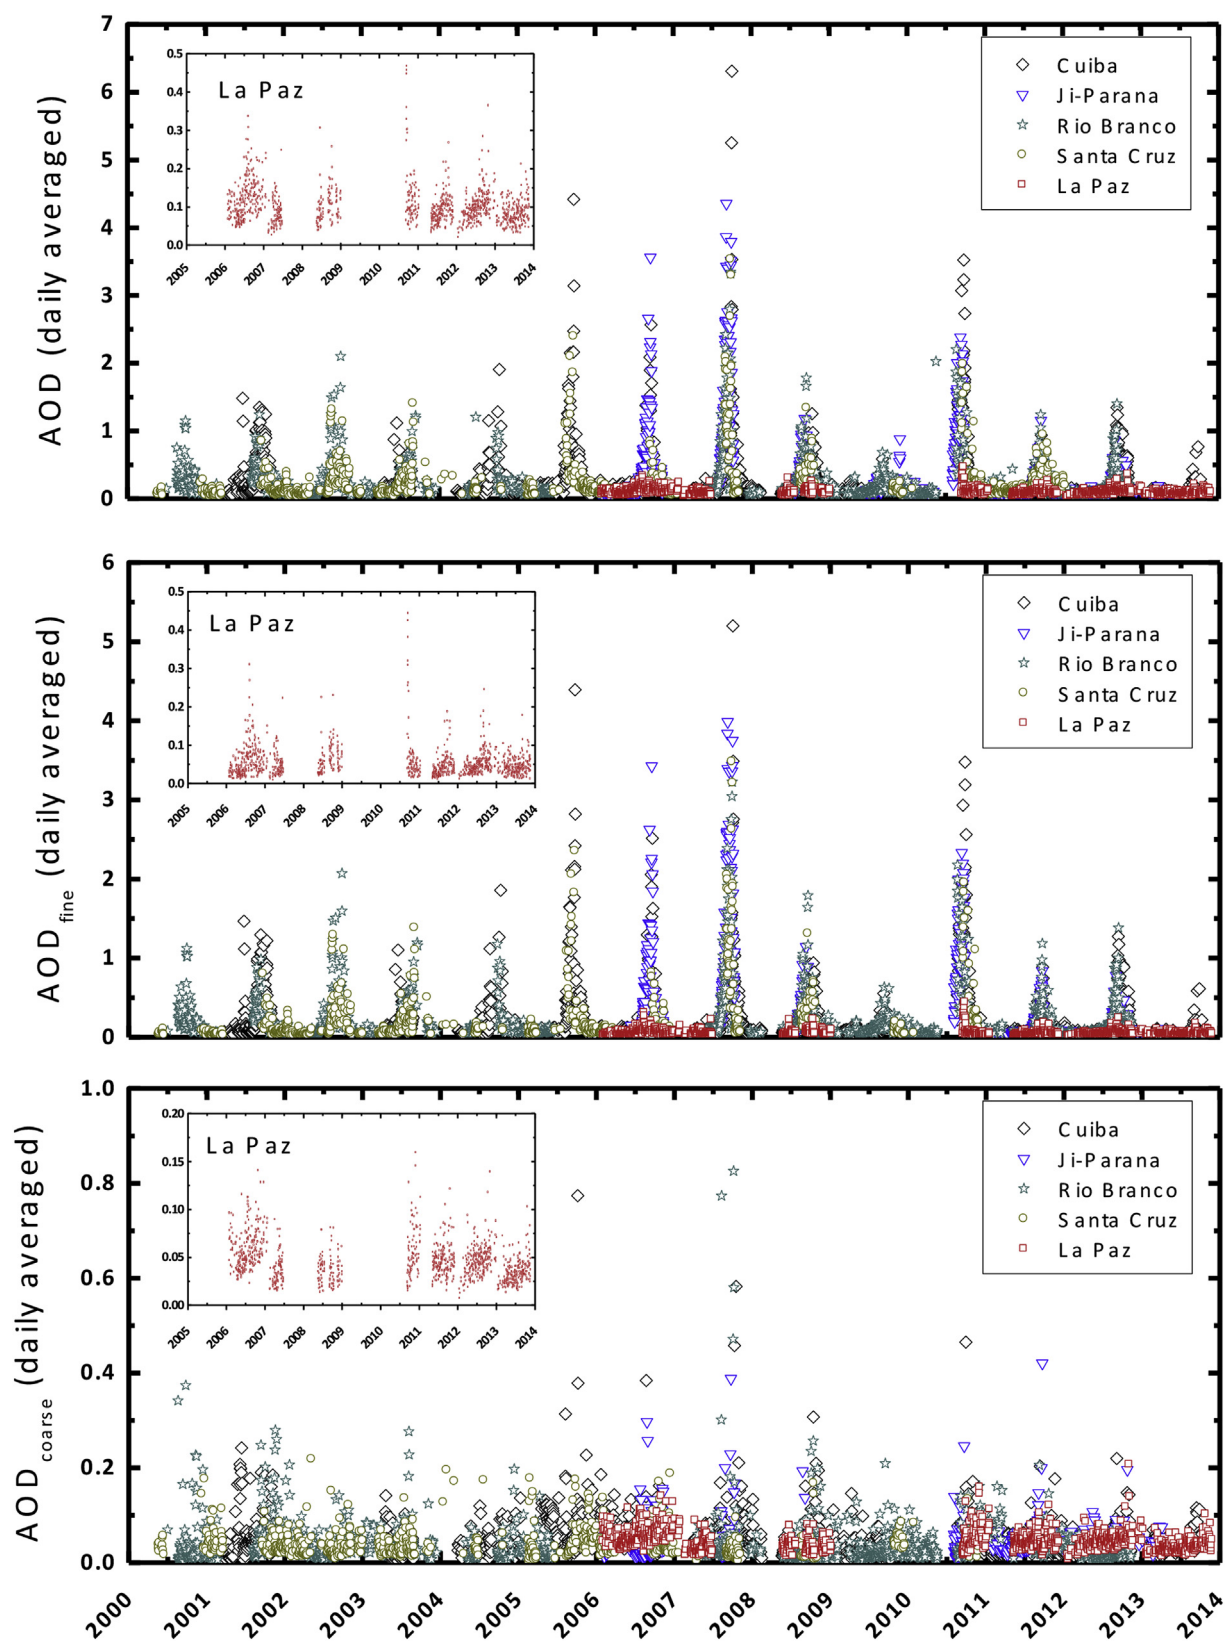 AOD (daily averaged)
7
6
5
4
3
2
1
0
La Paz
0.5
0.4
0.3
0.2
0.1
0.0
2005 2006 2007 2008 2009 2010 2011 2012 2013 2014
Cuiba
Ji-Parana
Rio Branco
Santa Cruz
La Paz
AODfine (daily averaged)
6
5
4
3
2
1
0
La Paz
0.5
0.4
0.3
0.2
0.1
0.0
2005 2006 2007 2008 2009 2010 2011 2012 2013 2014
Cuiba
Ji-Parana
Rio Branco
Santa Cruz
La Paz
AODcoarse (daily averaged)
1.0
0.8
0.6
0.4
0.2
0.0
La Paz
0.20
0.15
0.10
0.05
0.00
2005 2006 2007 2008 2009 2010 2011 2012 2013 2014
Cuiba
Ji-Parana
Rio Branco
Santa Cruz
La Paz
2000 2001 2002 2003 2004 2005 2006 2007 2008 2009 2010 2011 2012 2013 2014